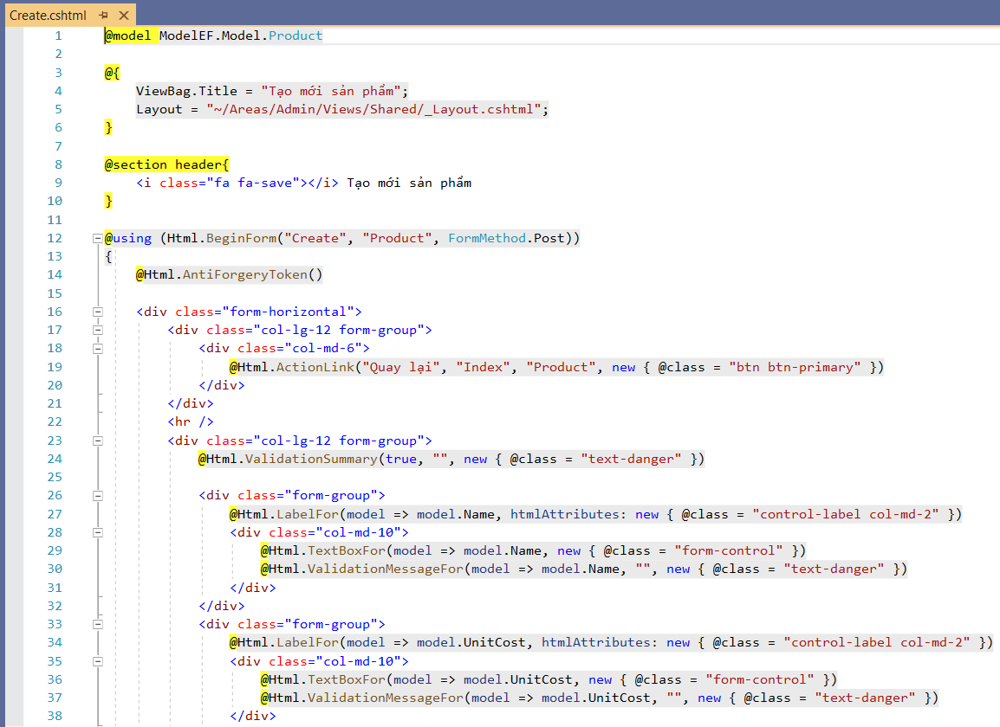 Create.cshtml
1 @model ModelEF.Model.Product
2
3 @{
4 ViewBag.Title = "Tạo mới sản phẩm";
5 Layout = "~/Areas/Admin/Views/Shared/_Layout.cshtml";
6 }
7
8 @section header{
9 <i class="fa fa-save"></i> Tạo mới sản phẩm
10 }
11
12 @using (Html.BeginForm("Create", "Product", FormMethod.Post))
13 {
14 @Html.AntiForgeryToken()
15
16 <div class="form-horizontal">
17 <div class="col-lg-12 form-group">
18 <div class="col-md-6">
19 @Html.ActionLink("Quay lại", "Index", "Product", new { @class = "btn btn-primary" })
20 </div>
21 </div>
22 <hr />
23 <div class="col-lg-12 form-group">
24 @Html.ValidationSummary(true, "", new { @class = "text-danger" })
25
26 <div class="form-group">
27 @Html.LabelFor(model => model.Name, htmlAttributes: new { @class = "control-label col-md-2" })
28 <div class="col-md-10">
29 @Html.TextBoxFor(model => model.Name, new { @class = "form-control" })
30 @Html.ValidationMessageFor(model => model.Name, "", new { @class = "text-danger" })
31 </div>
32 </div>
33 <div class="form-group">
34 @Html.LabelFor(model => model.UnitCost, htmlAttributes: new { @class = "control-label col-md-2" })
35 <div class="col-md-10">
36 @Html.TextBoxFor(model => model.UnitCost, new { @class = "form-control" })
37 @Html.ValidationMessageFor(model => model.UnitCost, "", new { @class = "text-danger" })
38 </div>